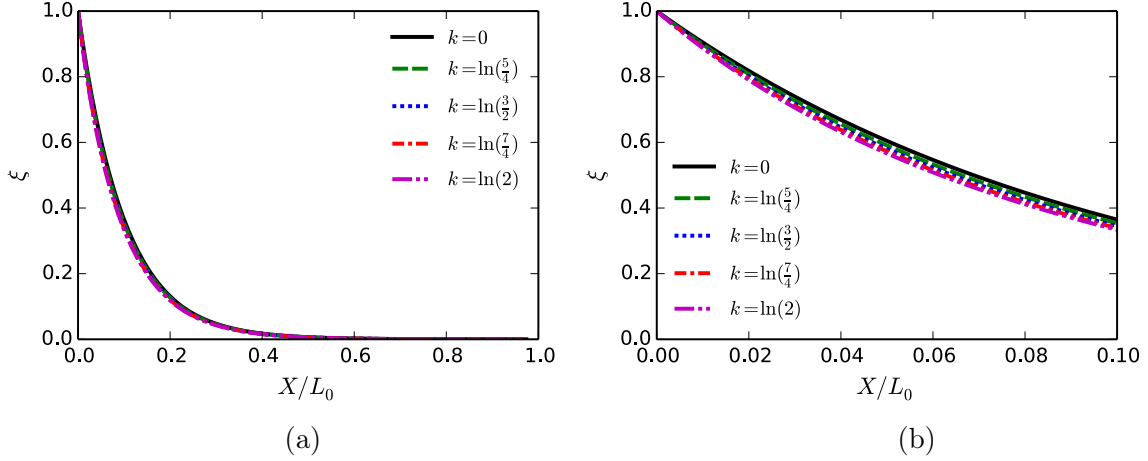 1.0
0.8
0.6
0.4
0.2
0.0
ξ
0.0 0.2 0.4 0.6 0.8 1.0
X/L₀
k=0
k=ln(5/4)
k=ln(3/2)
k=ln(7/4)
k=ln(2)
(a)
1.0
0.8
0.6
0.4
0.2
0.0
ξ
0.00 0.02 0.04 0.06 0.08 0.10
X/L₀
k=0
k=ln(5/4)
k=ln(3/2)
k=ln(7/4)
k=ln(2)
(b)